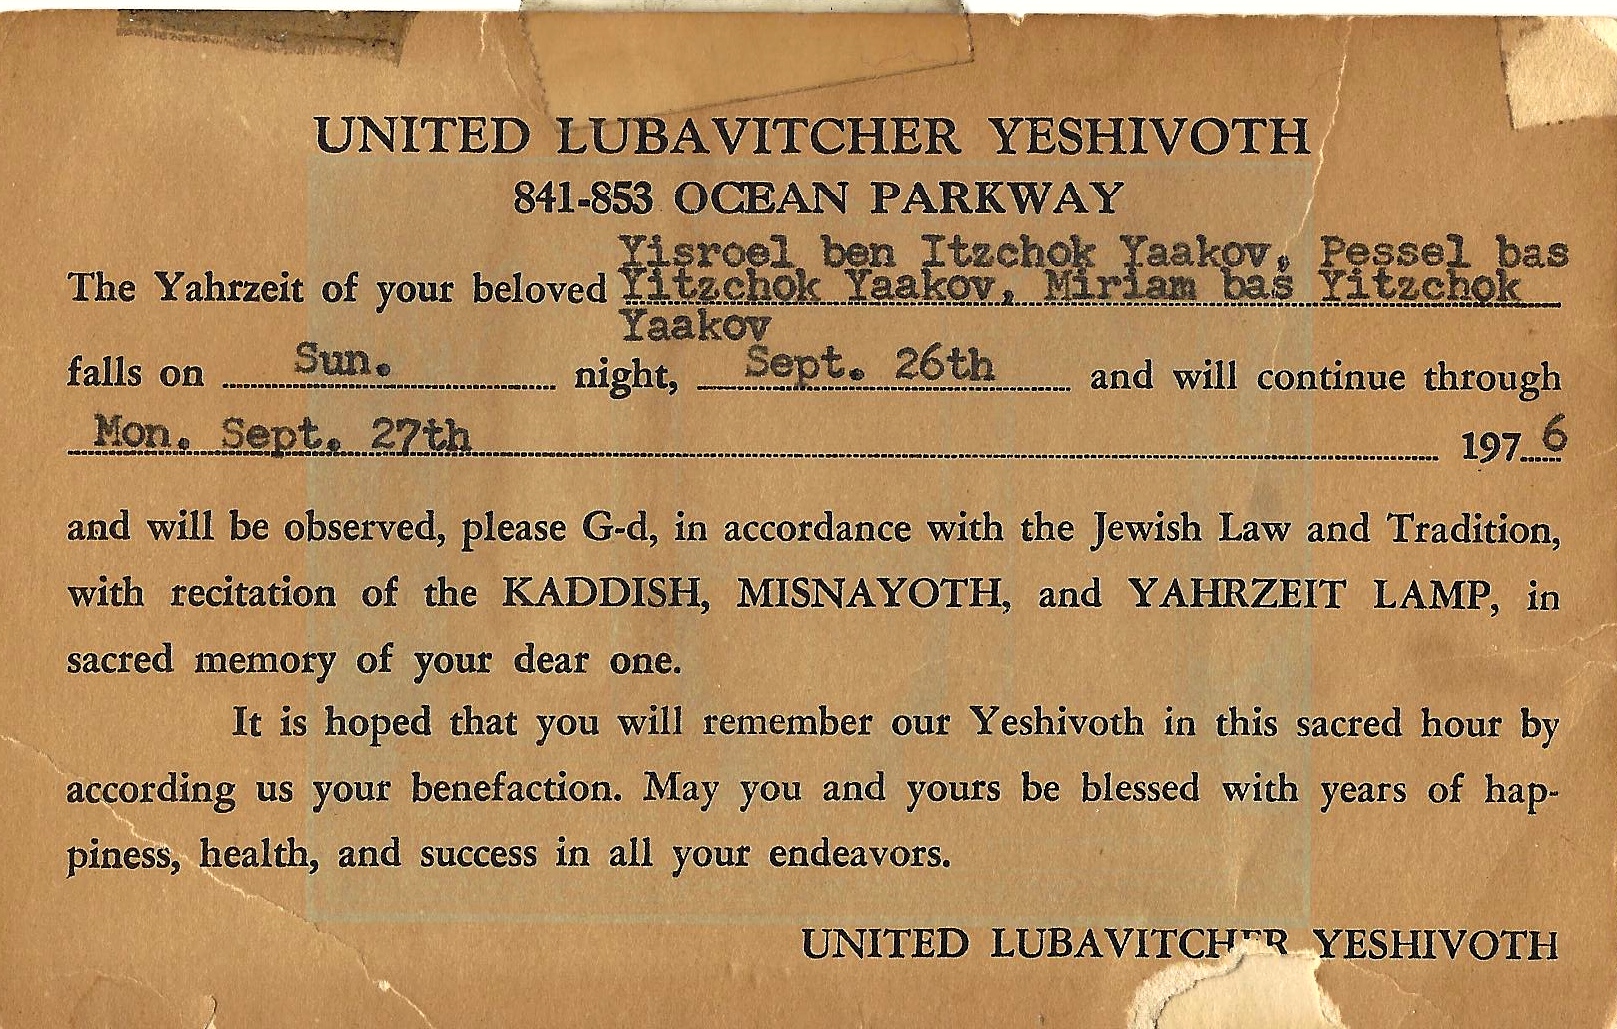 UNITED LUBAVITCHER YESHIVOTH
841-853 OCEAN PARKWAY
Yisroel ben Itzchok Yaakov, Pessel bas
The Yahrzeit of your beloved Yitzchok Yaakov, Miriam bas Yitzchok
Yaakov
falls on Sun. night, Sept. 26th and will continue through
Mon. Sept. 27th 1976
and will be observed, please G-d, in accordance with the Jewish Law and Tradition,
with recitation of the KADDISH, MISNAYOTH, and YAHRZEIT LAMP, in
sacred memory of your dear one.
It is hoped that you will remember our Yeshivoth in this sacred hour by
according us your benefaction. May you and yours be blessed with years of hap-
piness, health, and success in all your endeavors.
UNITED LUBAVITCHER YESHIVOTH